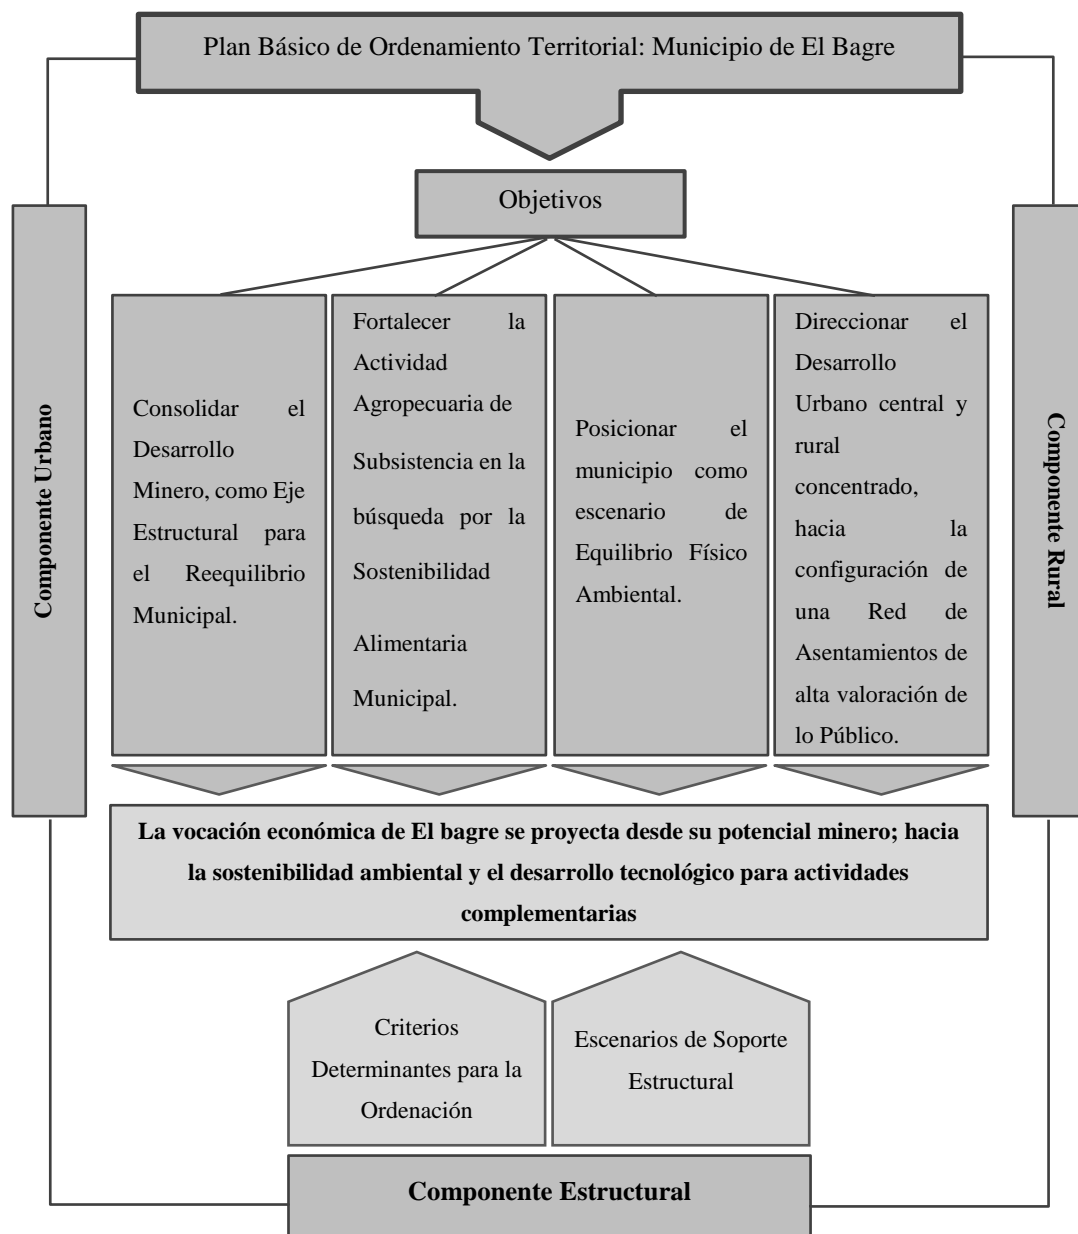 Plan Básico de Ordenamiento Territorial: Municipio de El Bagre
Objetivos
Componente Urbano
Consolidar el
Desarrollo
Minero, como Eje
Estructural para
el Reequilibrio
Municipal.
Fortalecer la
Actividad
Agropecuaria de
Subsistencia en la
búsqueda por la
Sostenibilidad
Alimentaria
Municipal.
Posicionar el
municipio como
escenario de
Equilibrio Físico
Ambiental.
Direccionar el
Desarrollo
Urbano central y
rural
concentrado,
hacia la
configuración de
una Red de
Asentamientos de
alta valoración de
lo Público.
Componente Rural
La vocación económica de El bagre se proyecta desde su potencial minero; hacia
la sostenibilidad ambiental y el desarrollo tecnológico para actividades
complementarias
Criterios
Determinantes para la
Ordenación
Escenarios de Soporte
Estructural
Componente Estructural